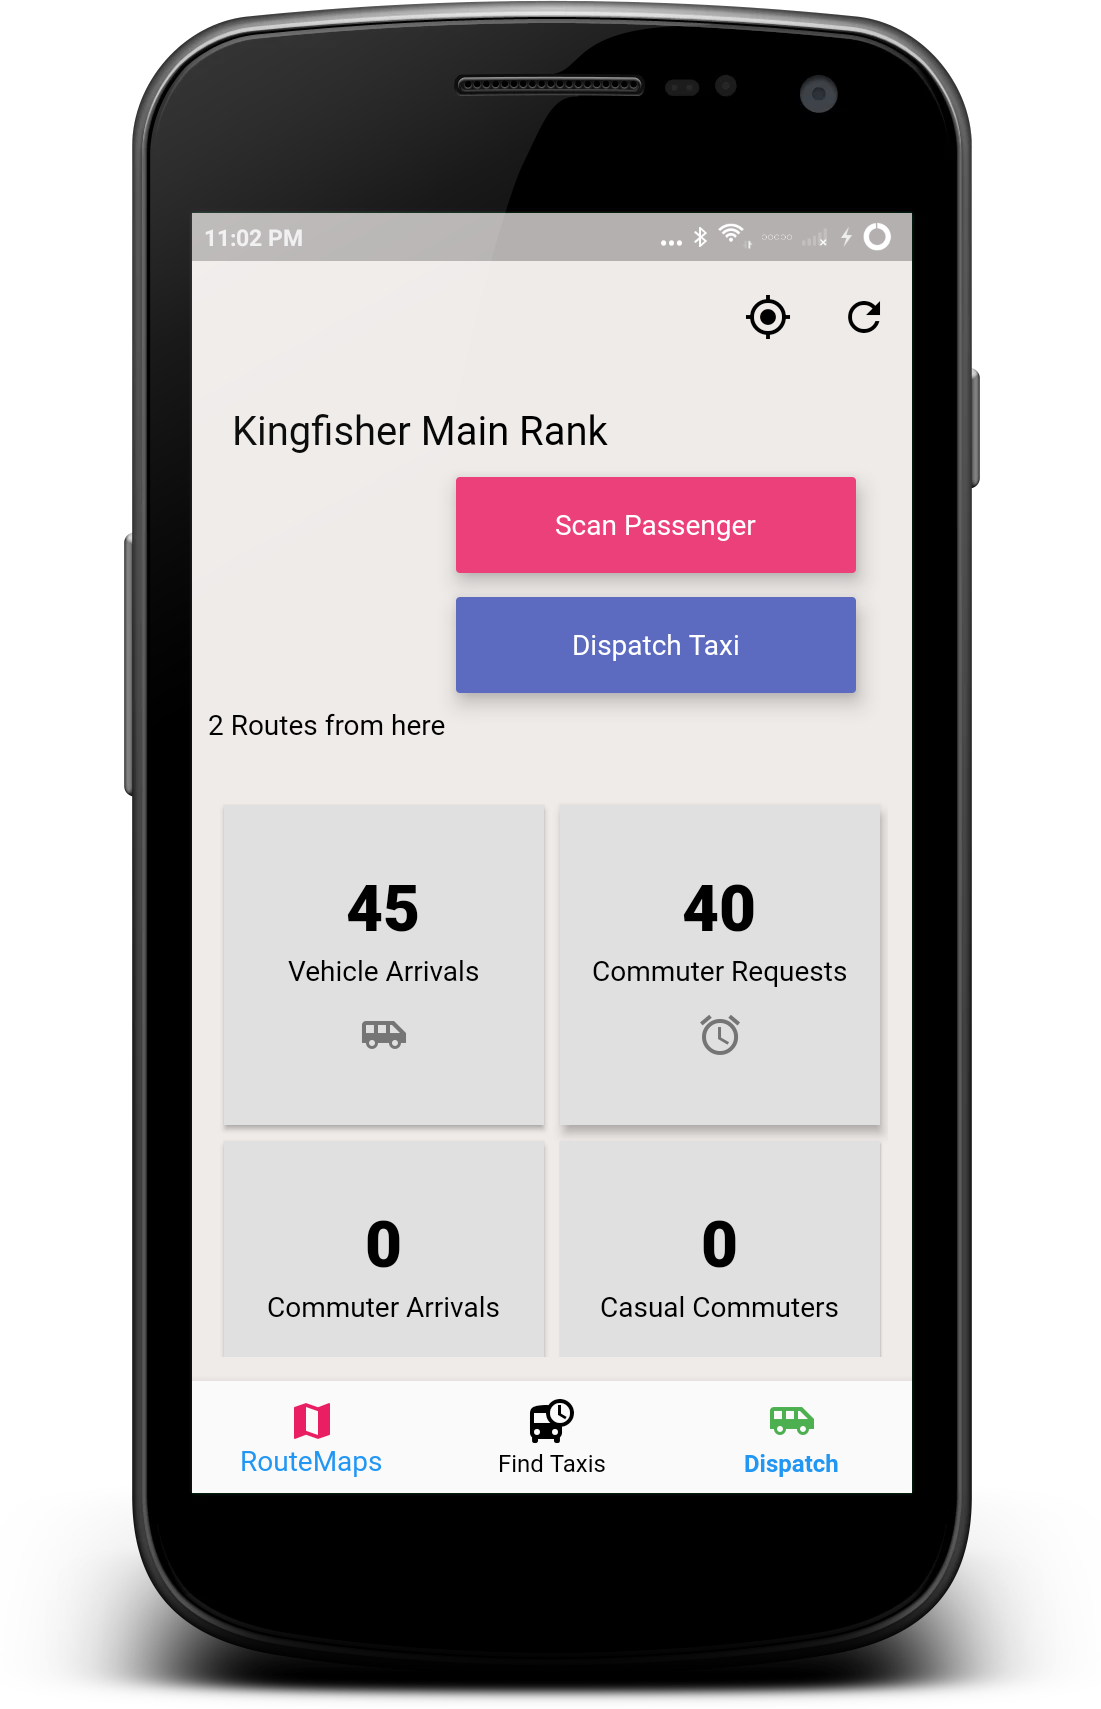 11:02 PM
Kingfisher Main Rank
Scan Passenger
Dispatch Taxi
2 Routes from here
45
Vehicle Arrivals
40
Commuter Requests
0
Commuter Arrivals
0
Casual Commuters
RouteMaps
Find Taxis
Dispatch